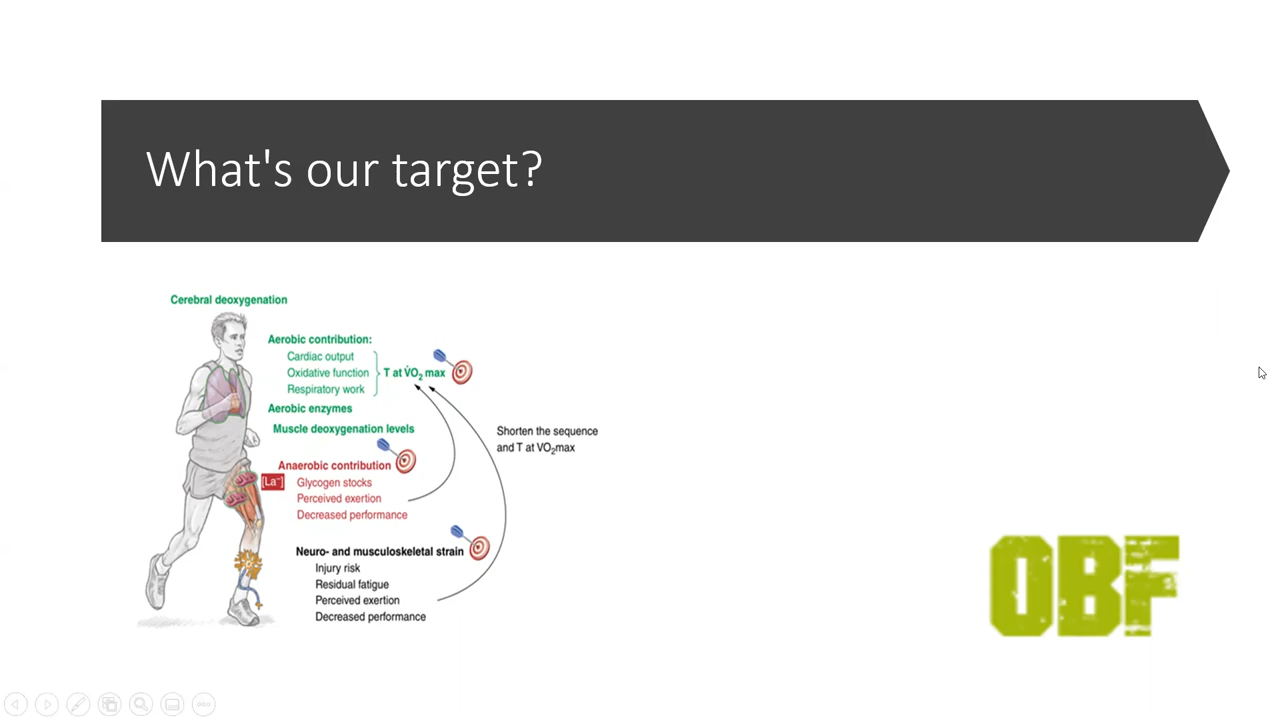 What's our target?
Cerebral deoxygenation
Aerobic contribution:
Cardiac output
Oxidative function
Respiratory work
T at V̇O₂ max
Aerobic enzymes
Muscle deoxygenation levels
Anaerobic contribution
[La⁻]
Glycogen stocks
Perceived exertion
Decreased performance
Shorten the sequence
and T at VO₂max
Neuro- and musculoskeletal strain
Injury risk
Residual fatigue
Perceived exertion
Decreased performance
OBF